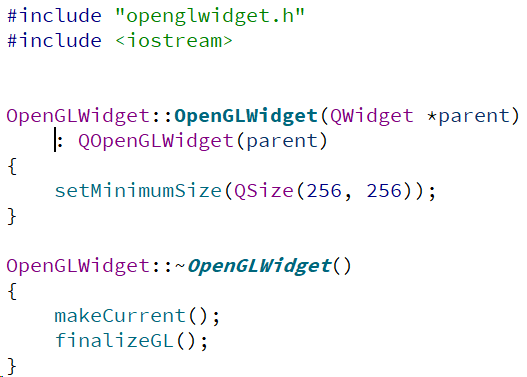 #include "openglwidget.h"
#include <iostream>
OpenGLWidget::OpenGLWidget(QWidget *parent)
    : QOpenGLWidget(parent)
{
    setMinimumSize(QSize(256, 256));
}
OpenGLWidget::~OpenGLWidget()
{
    makeCurrent();
    finalizeGL();
}